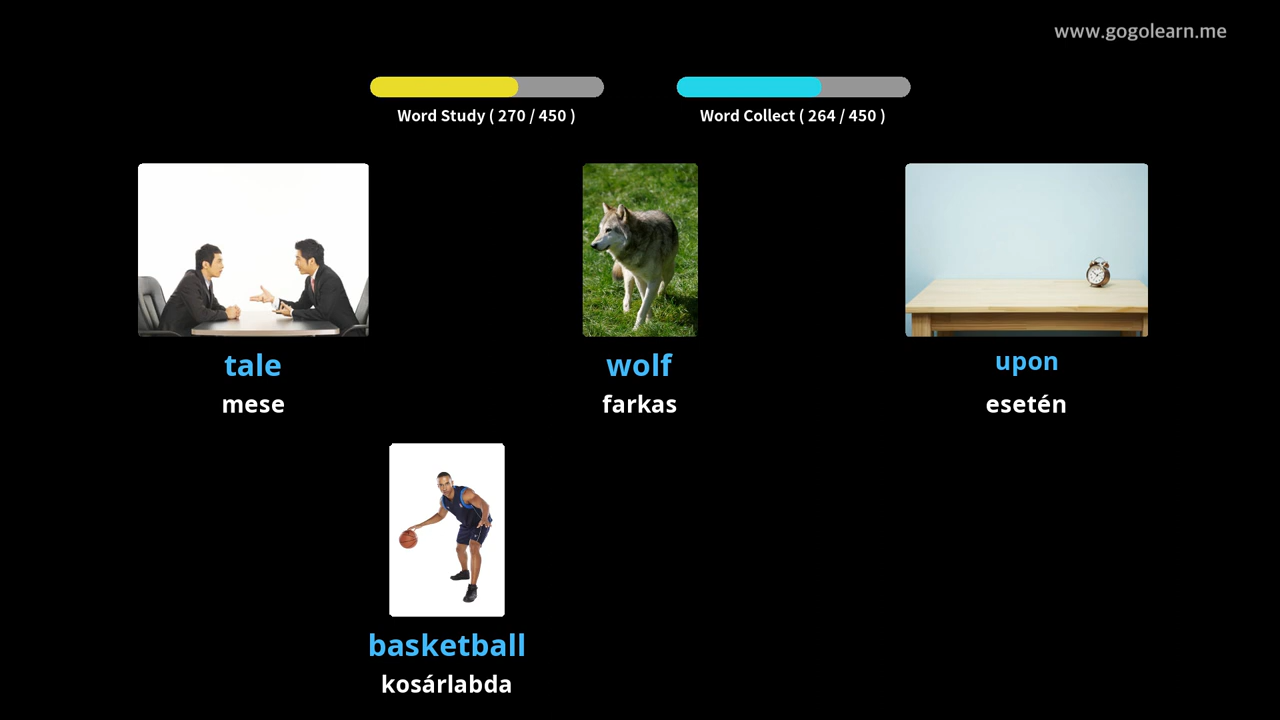 www.gogolearn.me
Word Study ( 270 / 450 )
Word Collect ( 264 / 450 )
tale
mese
wolf
farkas
upon
esetén
basketball
kosárlabda